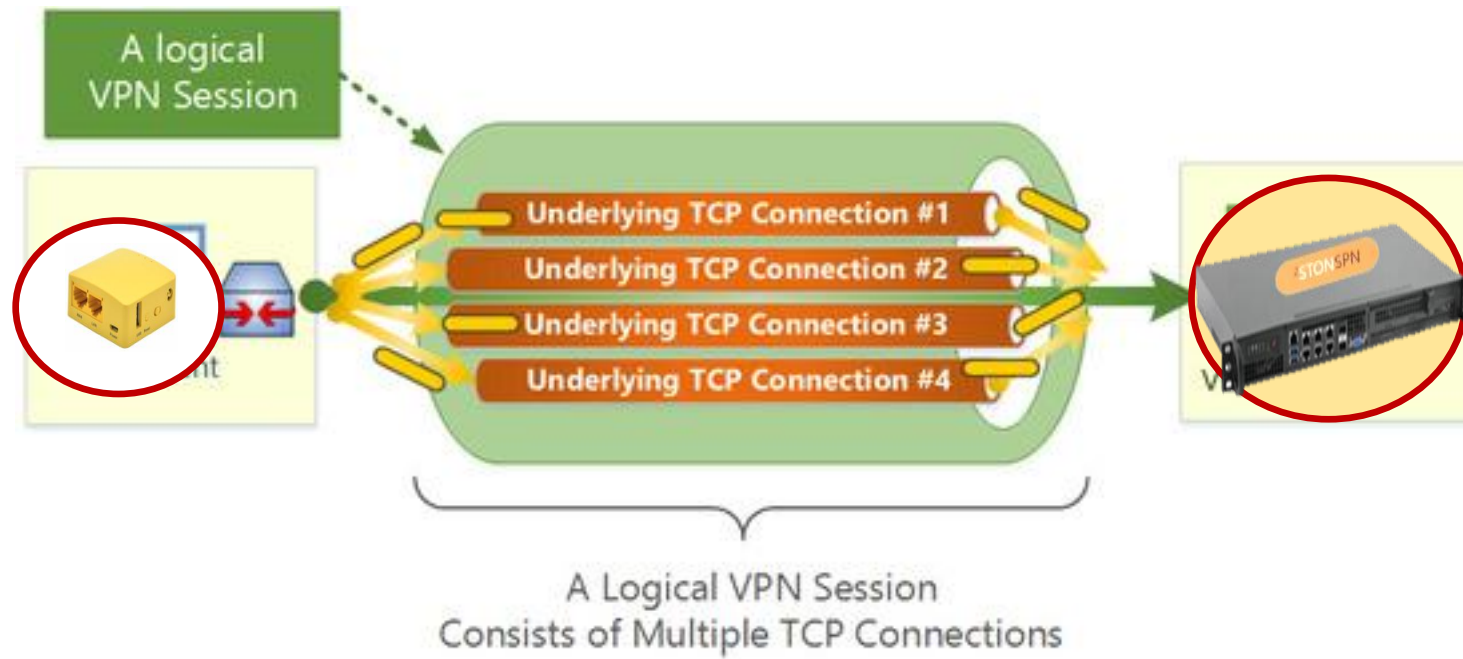 A logical
VPN Session
Underlying TCP Connection #1
Underlying TCP Connection #2
Underlying TCP Connection #3
Underlying TCP Connection #4
STONSPN
A Logical VPN Session
Consists of Multiple TCP Connections